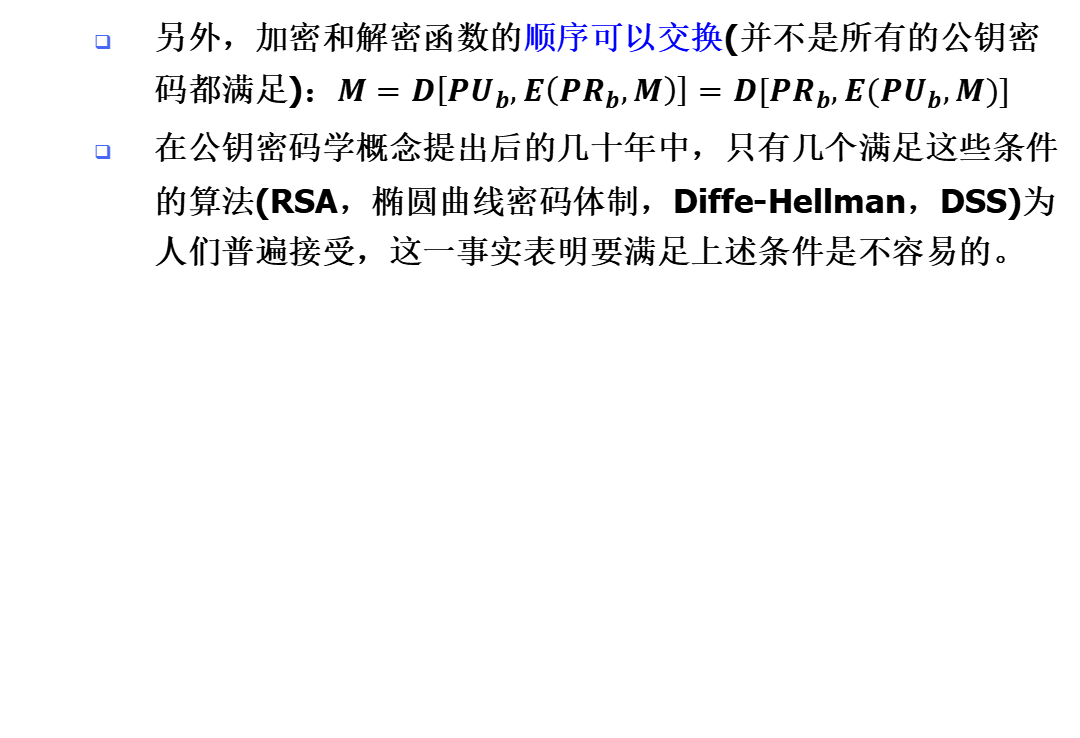 另外，加密和解密函数的顺序可以交换(并不是所有的公钥密
码都满足)：M = D[PU_b, E(PR_b, M)] = D[PR_b, E(PU_b, M)]
在公钥密码学概念提出后的几十年中，只有几个满足这些条件
的算法(RSA，椭圆曲线密码体制，Diffe-Hellman，DSS)为
人们普遍接受，这一事实表明要满足上述条件是不容易的。